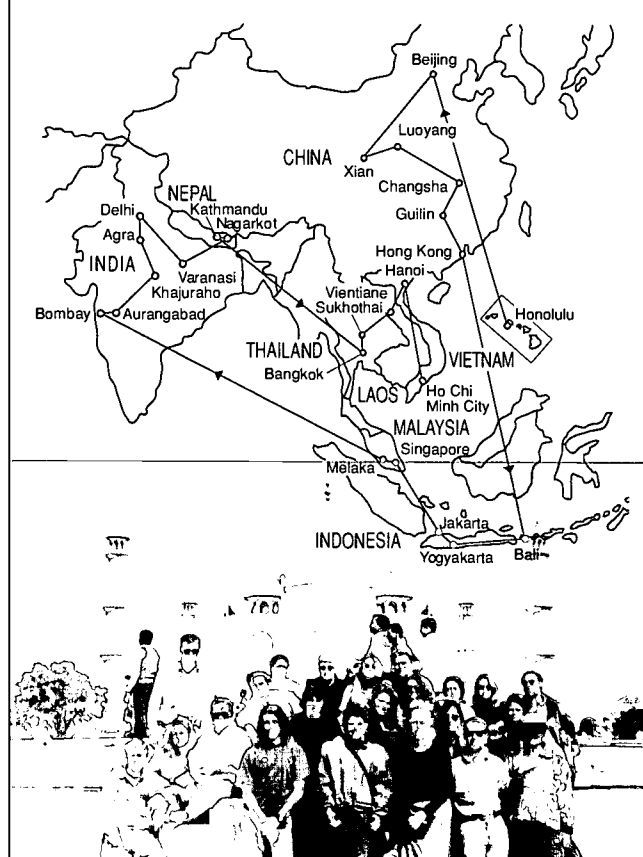 Beijing
Luoyang
CHINA
Xian
Changsha
NEPAL
Kathmandu
Delhi
Nagarkot
Guilin
Agra
INDIA
Hong Kong
Hanoi
Varanasi
Khajuraho
Vientiane
Sukhothai
Bombay
Aurangabad
Honolulu
THAILAND
VIETNAM
Bangkok
LAOS
Ho Chi
Minh City
MALAYSIA
Singapore
Melaka
Jakarta
INDONESIA
Yogyakarta
Bali